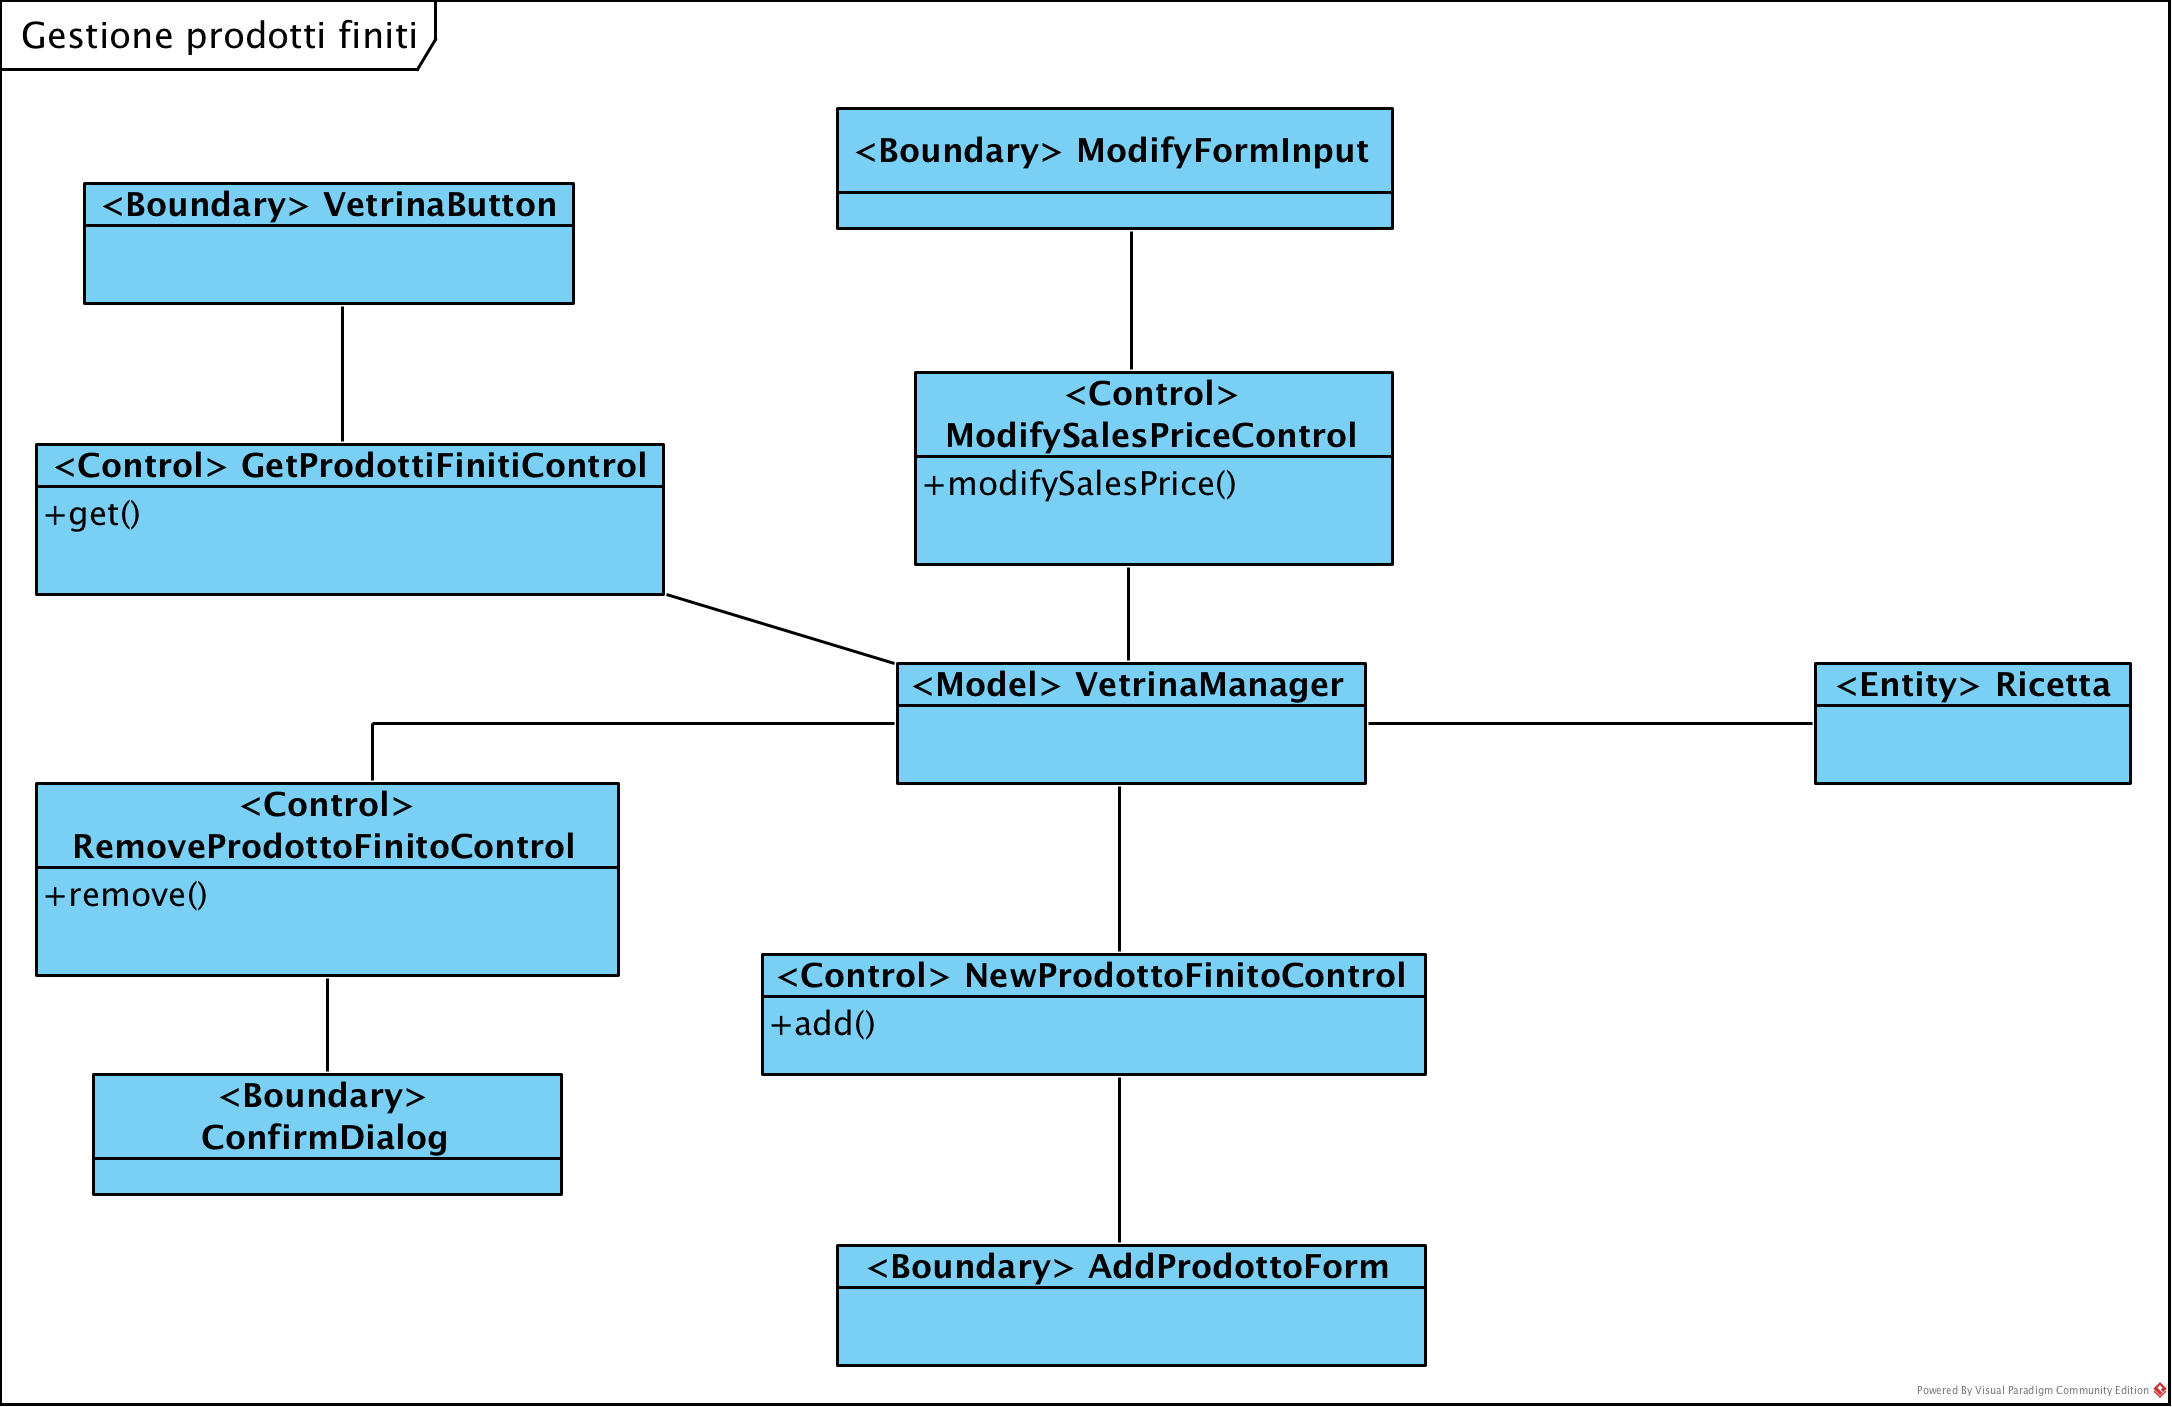 Gestione prodotti finiti
<Boundary> ModifyFormInput
<Boundary> VetrinaButton
<Control>
ModifySalesPriceControl
+modifySalesPrice()
<Control> GetProdottiFinitiControl
+get()
<Model> VetrinaManager
<Entity> Ricetta
<Control>
RemoveProdottoFinitoControl
+remove()
<Control> NewProdottoFinitoControl
+add()
<Boundary>
ConfirmDialog
<Boundary> AddProdottoForm
Powered By Visual Paradigm Community Edition